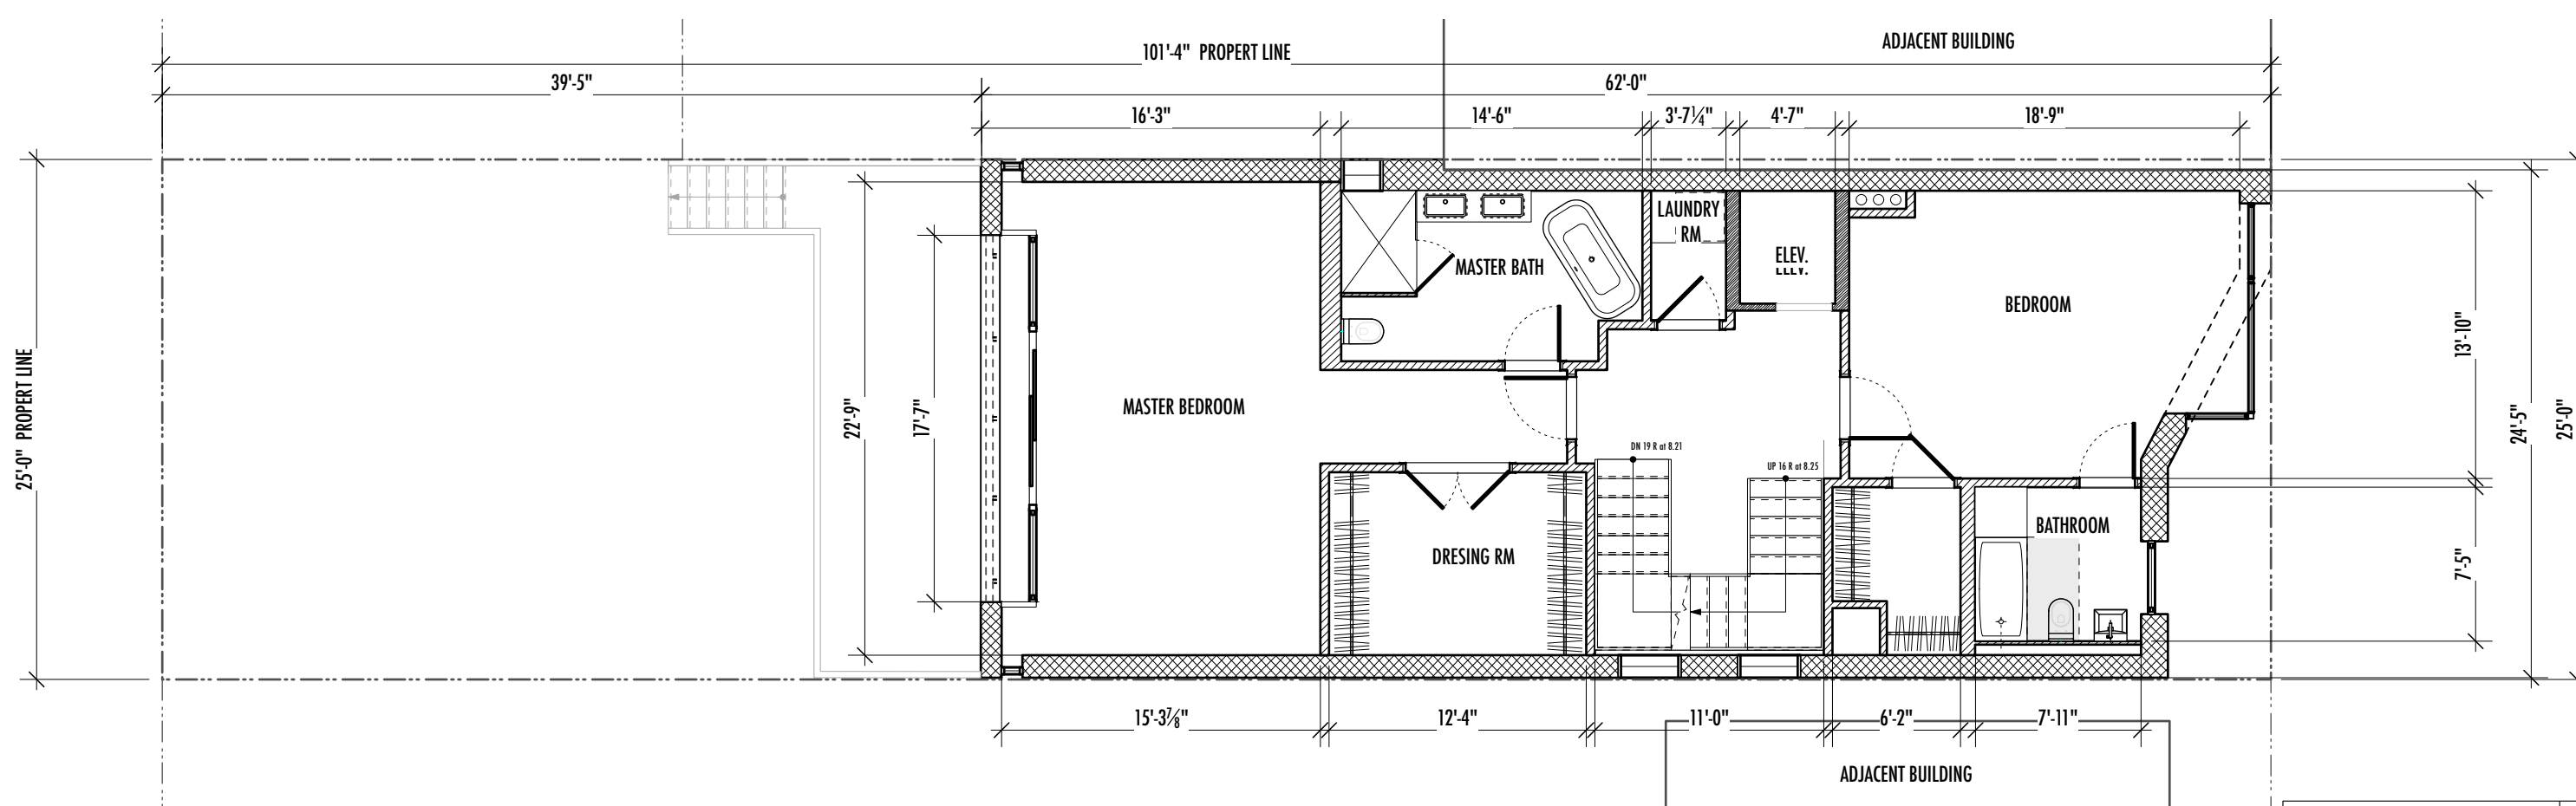 ADJACENT BUILDING
101'-4" PROPERT LINE
39'-5"
62'-0"
16'-3"
14'-6"
3'-7¼"
4'-7"
18'-9"
LAUNDRY
RM
ELEV.
ELEV.
MASTER BATH
BEDROOM
MASTER BEDROOM
25'-0" PROPERT LINE
22'-9"
17'-7"
13'-10"
24'-5"
25'-0"
DN 19 R at 8.21
UP 16 R at 8.25
BATHROOM
DRESING RM
7'-5"
15'-3⅞"
12'-4"
11'-0"
6'-2"
7'-11"
ADJACENT BUILDING